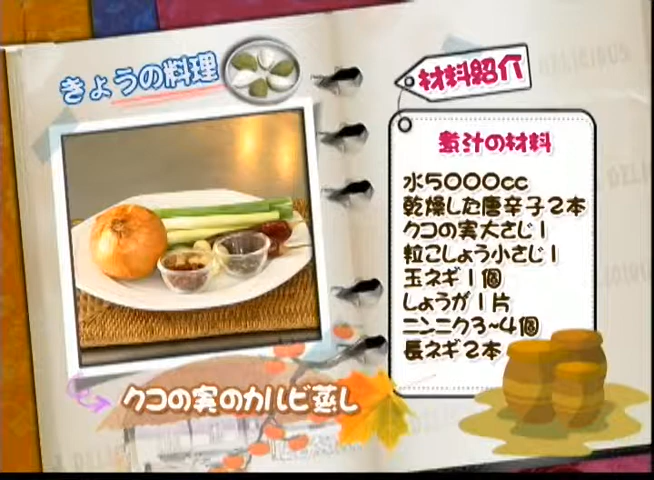 きょうの料理
材料紹介
煮汁の材料
水5000cc
乾燥した唐辛子2本
クコの実大さじ1
粒こしょう小さじ1
玉ネギ1個
しょうが1片
ニンニク3~4個
長ネギ2本
クコの実のカルビ蒸し